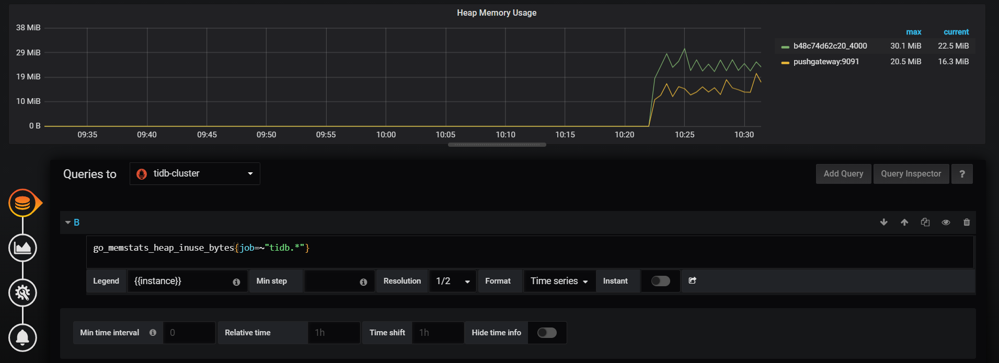 Heap Memory Usage
38 MiB
29 MiB
19 MiB
10 MiB
0 B
09:35 09:40 09:45 09:50 09:55 10:00 10:05 10:10 10:15 10:20 10:25 10:30
max current
b48c74d62c20_4000 30.1 MiB 22.5 MiB
pushgateway:9091 20.5 MiB 16.3 MiB
Queries to tidb-cluster Add Query Query Inspector ?
B
go_memstats_heap_inuse_bytes{job=~"tidb.*"}
Legend {{instance}} Min step Resolution 1/2 Format Time series Instant
Min time interval 0 Relative time 1h Time shift 1h Hide time info